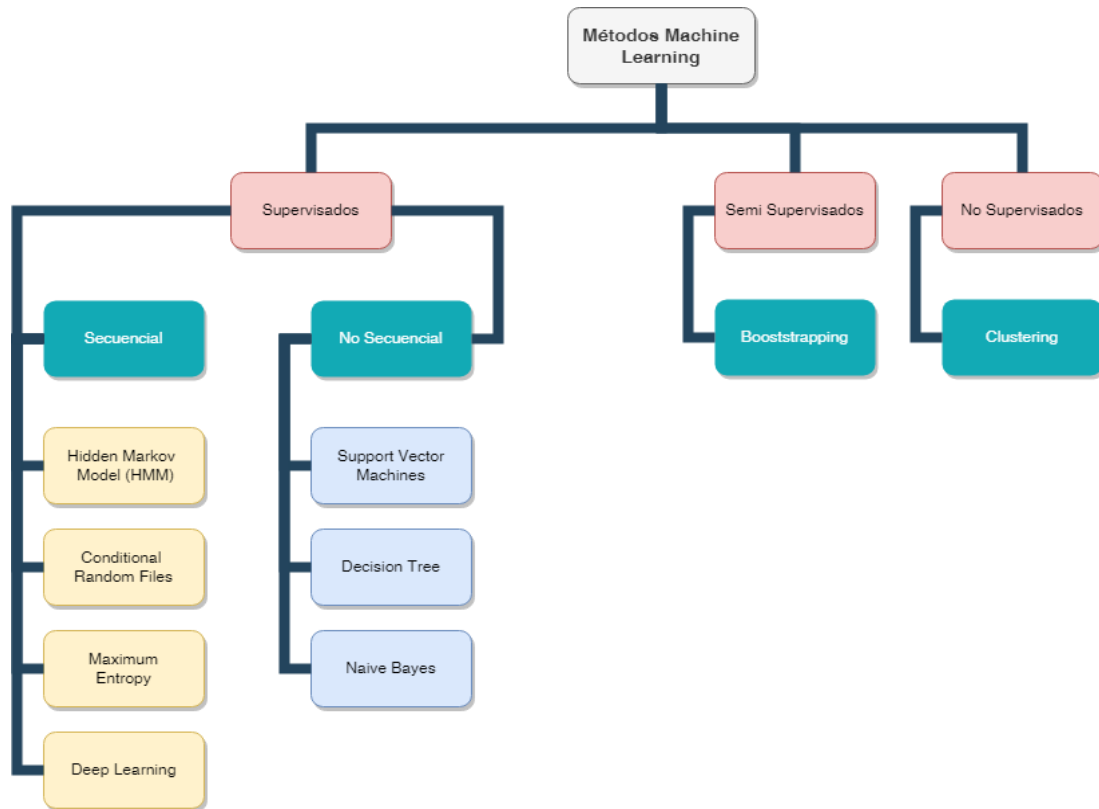 Métodos Machine
Learning
Supervisados
Semi Supervisados
No Supervisados
Secuencial
No Secuencial
Booststrapping
Clustering
Hidden Markov
Model (HMM)
Support Vector
Machines
Conditional
Random Files
Decision Tree
Maximum
Entropy
Naive Bayes
Deep Learning